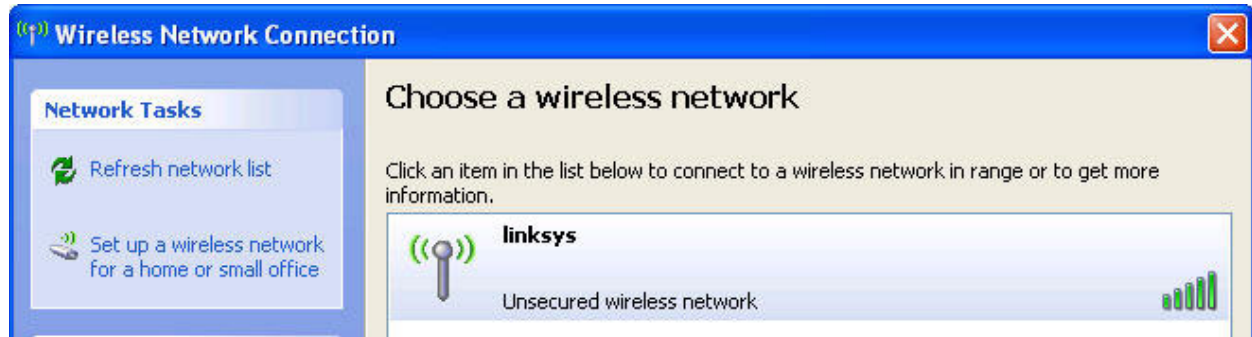 Wireless Network Connection
Network Tasks
Refresh network list
Set up a wireless network
for a home or small office
Choose a wireless network
Click an item in the list below to connect to a wireless network in range or to get more
information.
linksys
Unsecured wireless network